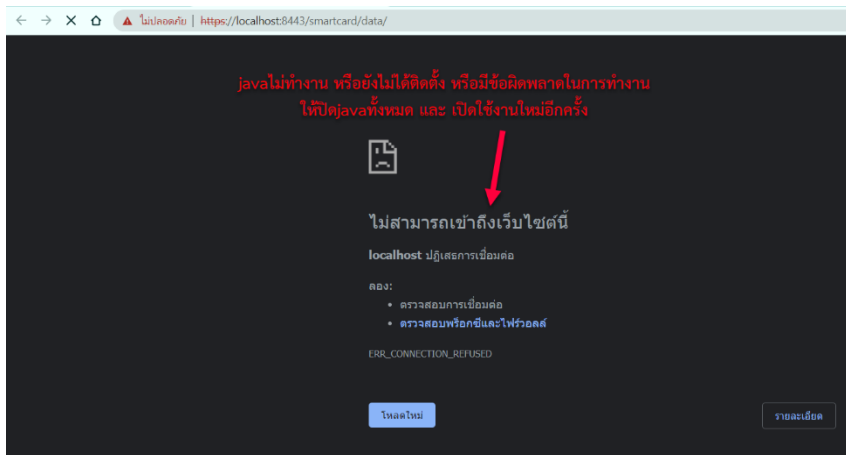 ไม่ปลอดภัย | https://localhost:8443/smartcard/data/
javaไม่ทำงาน หรือยังไม่ได้ติดตั้ง หรือมีข้อผิดพลาดในการทำงาน
ให้ปิดjavaทั้งหมด และ เปิดใช้งานใหม่อีกครั้ง
ไม่สามารถเข้าถึงเว็บไซต์นี้
localhost ปฏิเสธการเชื่อมต่อ
ลอง:
• ตรวจสอบการเชื่อมต่อ
• ตรวจสอบพร็อกซีและไฟร์วอลล์
ERR_CONNECTION_REFUSED
โหลดใหม่
รายละเอียด